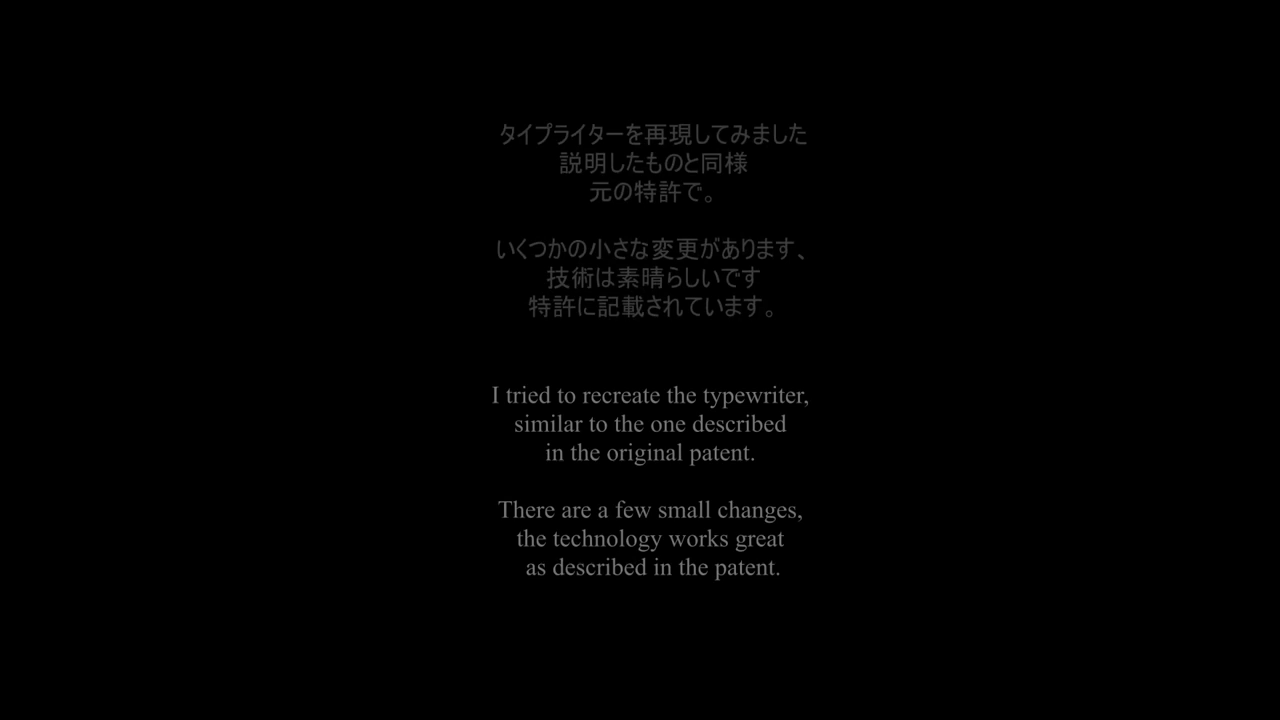 タイプライターを再現してみました
説明したものと同様
元の特許で。
いくつかの小さな変更があります、
技術は素晴らしいです
特許に記載されています。
I tried to recreate the typewriter,
similar to the one described
in the original patent.
There are a few small changes,
the technology works great
as described in the patent.